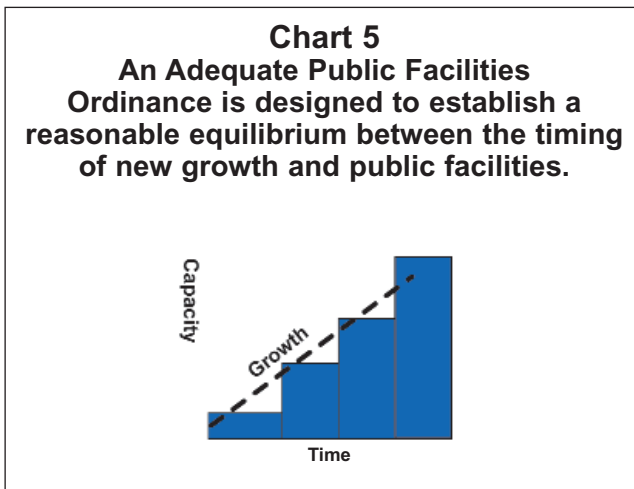 Chart 5
An Adequate Public Facilities
Ordinance is designed to establish a
reasonable equilibrium between the timing
of new growth and public facilities.
Capacity
Growth
Time